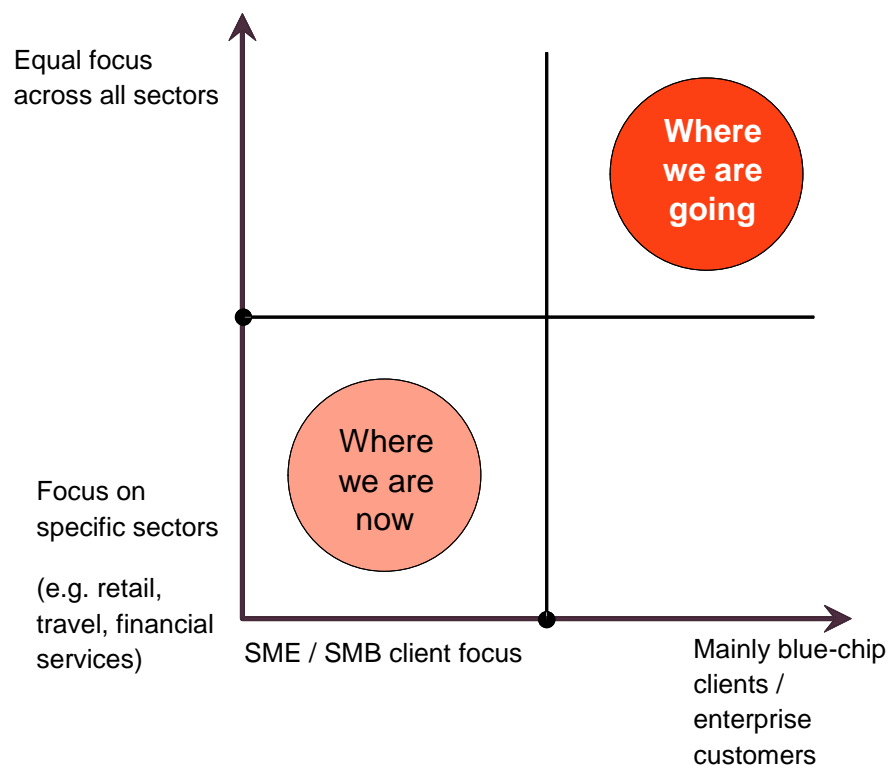 Equal focus
across all sectors
Where
we are
going
Where
we are
now
Focus on
specific sectors
(e.g. retail,
travel, financial
services)
SME / SMB client focus
Mainly blue-chip
clients /
enterprise
customers